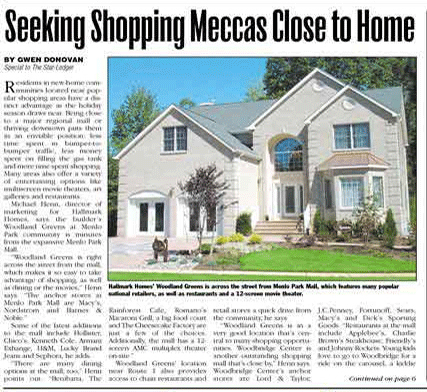 Seeking Shopping Meccas Close to Home
BY GWEN DONOVAN
Special to The Star-Ledger
Residents in new-home com-
munities located near pop-
ular shopping areas have a dis-
tinct advantage as the holiday
season draws near. Being close
to a major regional mall or
thriving downtown puts them
in an enviable position: less
time spent in bumper-to-
bumper traffic, less money
spent on filling the gas tank
and more time spent shopping.
Many areas also offer a variety
of entertaining options like
multiscreen movie theaters, art
galleries and restaurants.
Michael Henn, director of
marketing for Hallmark
Homes, says the builder's
Woodland Greens at Menlo
Park community is minutes
from the expansive Menlo Park
Mall.
"Woodland Greens is right
across the street from the mall,
which makes it so easy to take
advantage of shopping, as well
as dining or the movies," Henn
says. "The anchor stores at
Menlo Park Mall are Macy's,
Nordstrom and Barnes &
Noble."
Some of the latest additions
to the mall include Hollister,
Chico's, Kenneth Cole, Armani
Exchange, H&M, Lucky Brand
Jeans and Sephora, he adds.
"There are many dining
options at the mall, too," Henn
points out. "Benihana, The
Hallmark Homes' Woodland Greens is across the street from Menlo Park Mall, which features many popular
national retailers, as well as restaurants and a 12-screen movie theater.
Rainforest Cafe, Romano's
Macaroni Grill, a big food court
and The Cheesecake Factory are
just a few of the choices.
Additionally, the mall has a 12-
screen AMC multiplex theater
on-site."
Woodland Greens' location
near Route 1 also provides
access to chain restaurants and
retail stores a quick drive from
the community, he says.
"Woodland Greens is in a
very good location that's cen-
tral to many shopping opportu-
nities. Woodbridge Center is
another outstanding shopping
mall that's close by," Henn says.
Woodbridge Center's anchor
stores are Lord & Taylor,
J.C.Penney, Fortunoff, Sears,
Macy's and Dick's Sporting
Goods. "Restaurants at the mall
include Applebee's, Charlie
Brown's Steakhouse, Friendly's
and Johnny Rockets. Young kids
love to go to Woodbridge for a
ride on the carousel, a kiddie
Continued on page 6